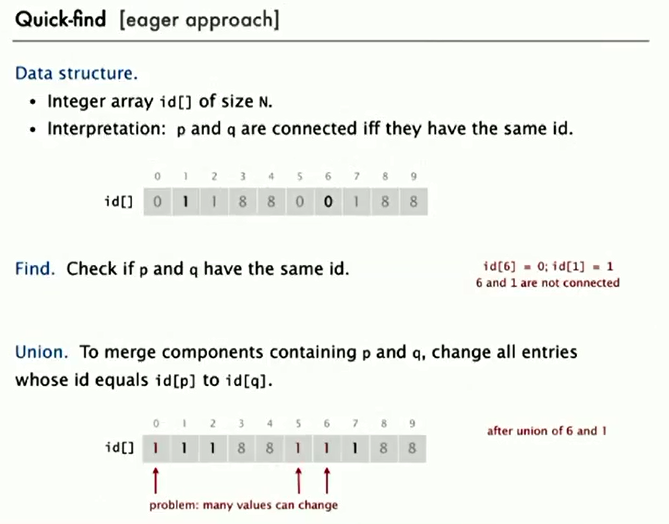 Quick-find [eager approach]
Data structure.
• Integer array id[] of size N.
• Interpretation: p and q are connected iff they have the same id.
0 1 2 3 4 5 6 7 8 9
id[] 0 1 1 8 8 0 0 1 8 8
Find. Check if p and q have the same id.
id[6] = 0; id[1] = 1
6 and 1 are not connected
Union. To merge components containing p and q, change all entries
whose id equals id[p] to id[q].
0 1 2 3 4 5 6 7 8 9
id[] 1 1 1 8 8 1 1 1 8 8
after union of 6 and 1
problem: many values can change